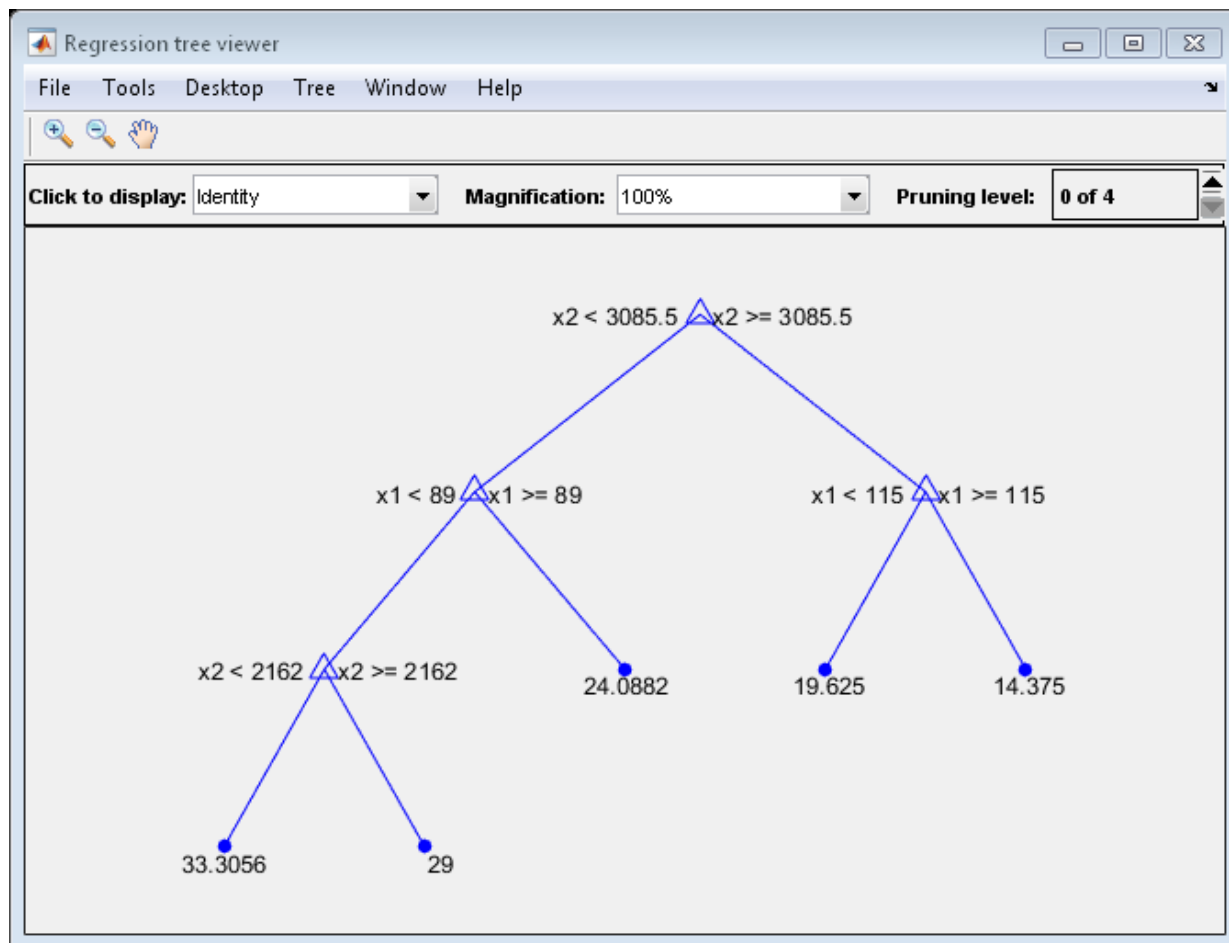 Regression tree viewer
File Tools Desktop Tree Window Help
Click to display: Identity Magnification: 100% Pruning level: 0 of 4
x2 < 3085.5 x2 >= 3085.5
x1 < 89 x1 >= 89 x1 < 115 x1 >= 115
x2 < 2162 x2 >= 2162 24.0882 19.625 14.375
33.3056 29